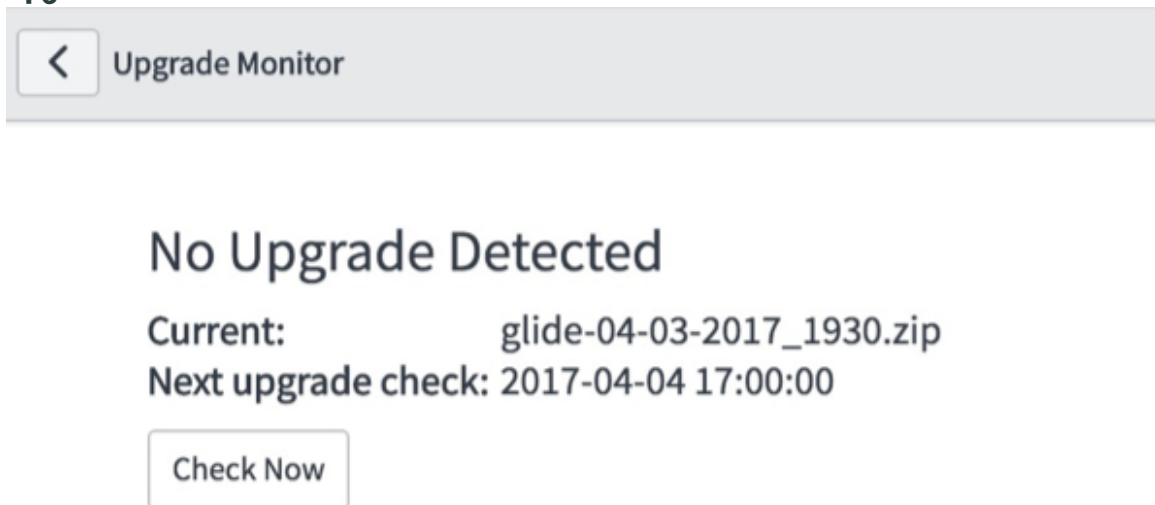 Upgrade Monitor
No Upgrade Detected
Current: glide-04-03-2017_1930.zip
Next upgrade check: 2017-04-04 17:00:00
Check Now